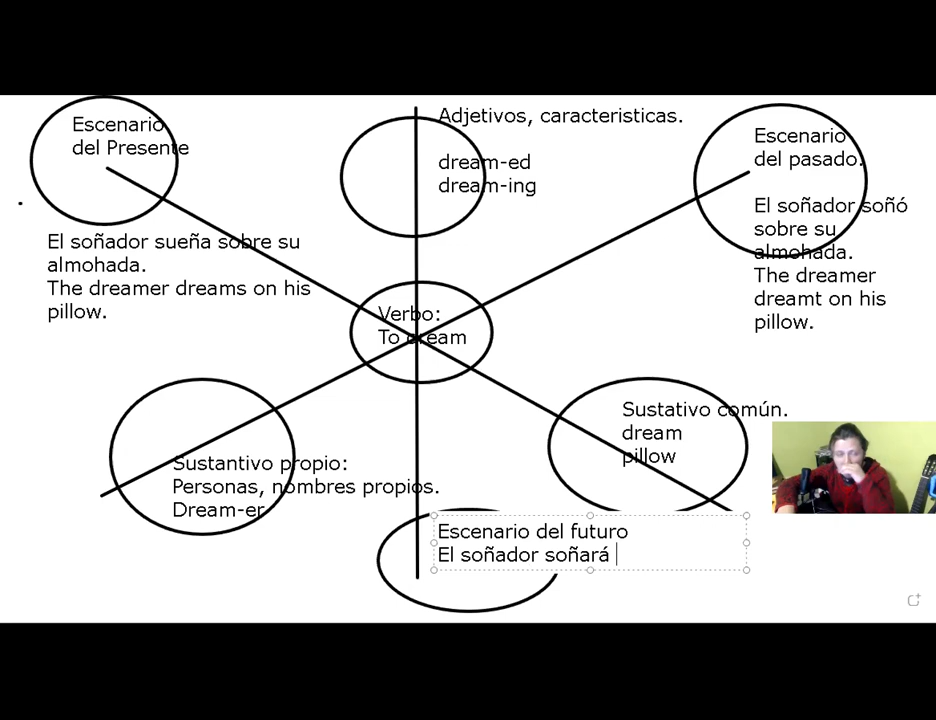 Escenario
del Presente
El soñador sueña sobre su
almohada.
The dreamer dreams on his
pillow.
Adjetivos, caracteristicas.
dream-ed
dream-ing
Escenario
del pasado.
El soñador soñó
sobre su
almohada.
The dreamer
dreamt on his
pillow.
Verbo:
To dream
Sustantivo propio:
Personas, nombres propios.
Dream-er
Sustativo común.
dream
pillow
Escenario del futuro
El soñador soñará